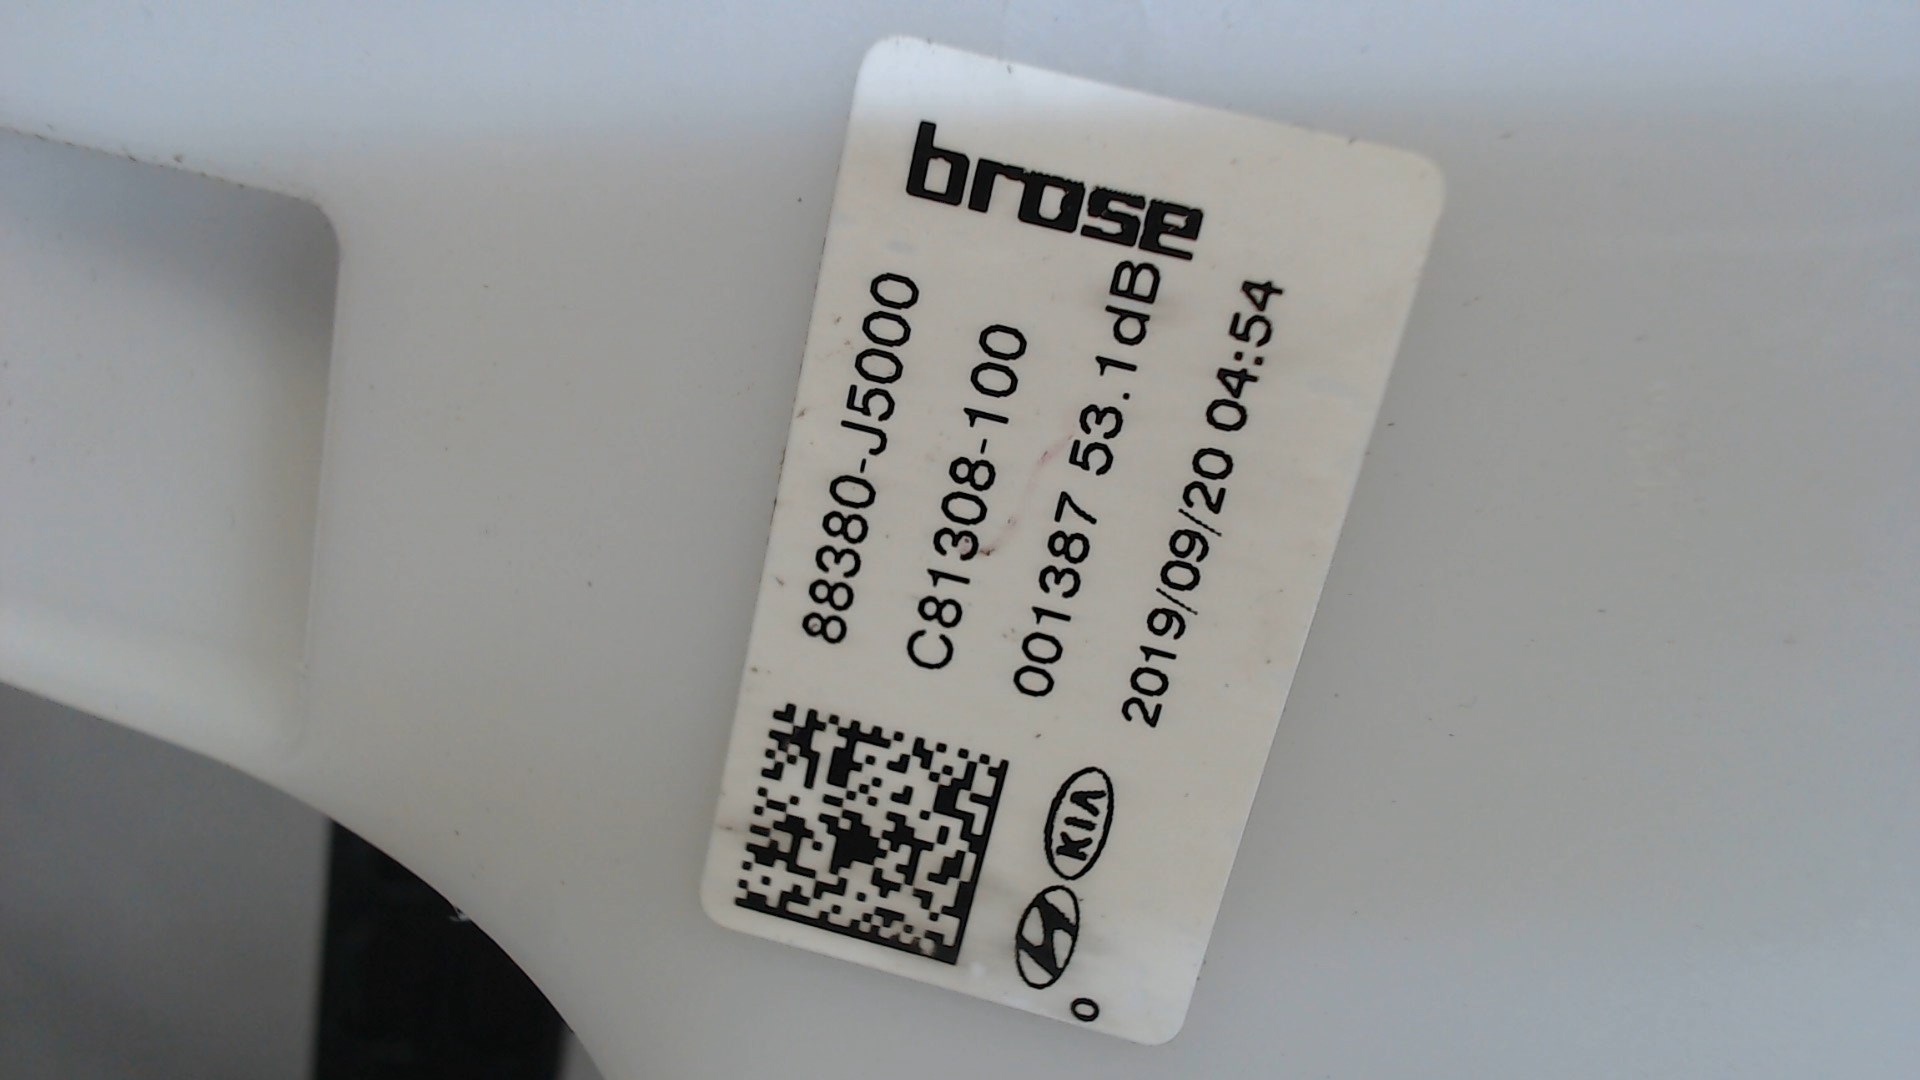 brose
88380-J5000
C81308-100
001387 53.1dB
2019/09/20 04:54
KIA
o